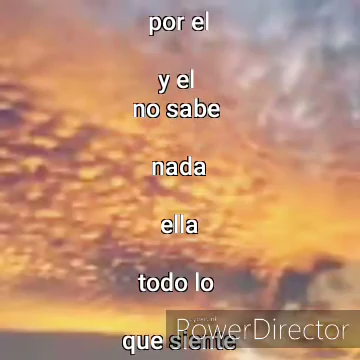 por el
y el
no sabe
nada
ella
todo lo
que siente
PowerDirector